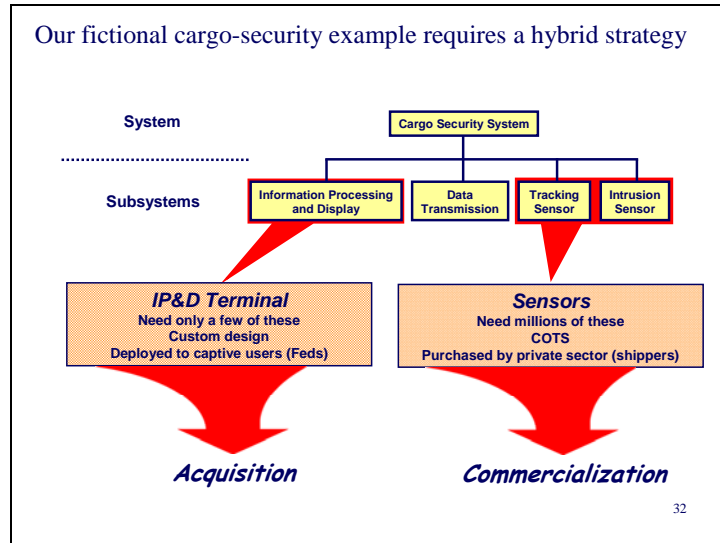 Our fictional cargo-security example requires a hybrid strategy
System
Cargo Security System
Subsystems
Information Processing
and Display
Data
Transmission
Tracking
Sensor
Intrusion
Sensor
IP&D Terminal
Need only a few of these
Custom design
Deployed to captive users (Feds)
Sensors
Need millions of these
COTS
Purchased by private sector (shippers)
Acquisition
Commercialization
32